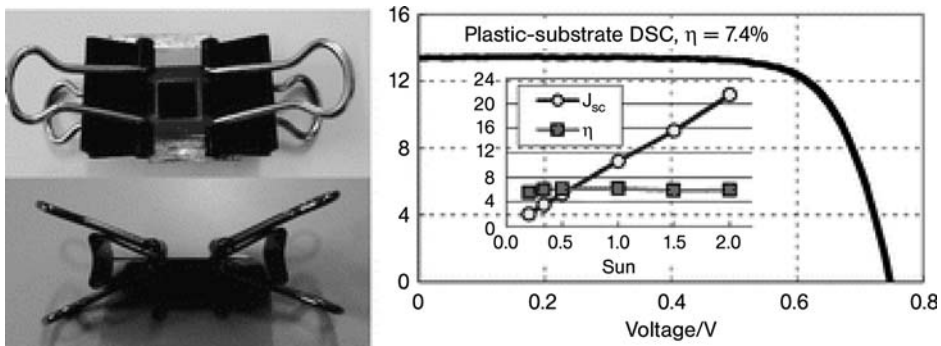 16
12
8
4
0
Plastic-substrate DSC, η = 7.4%
24
20
16
12
8
4
0
J_sc
η
0.0 0.5 1.0 1.5 2.0
Sun
0 0.2 0.4 0.6 0.8
Voltage/V